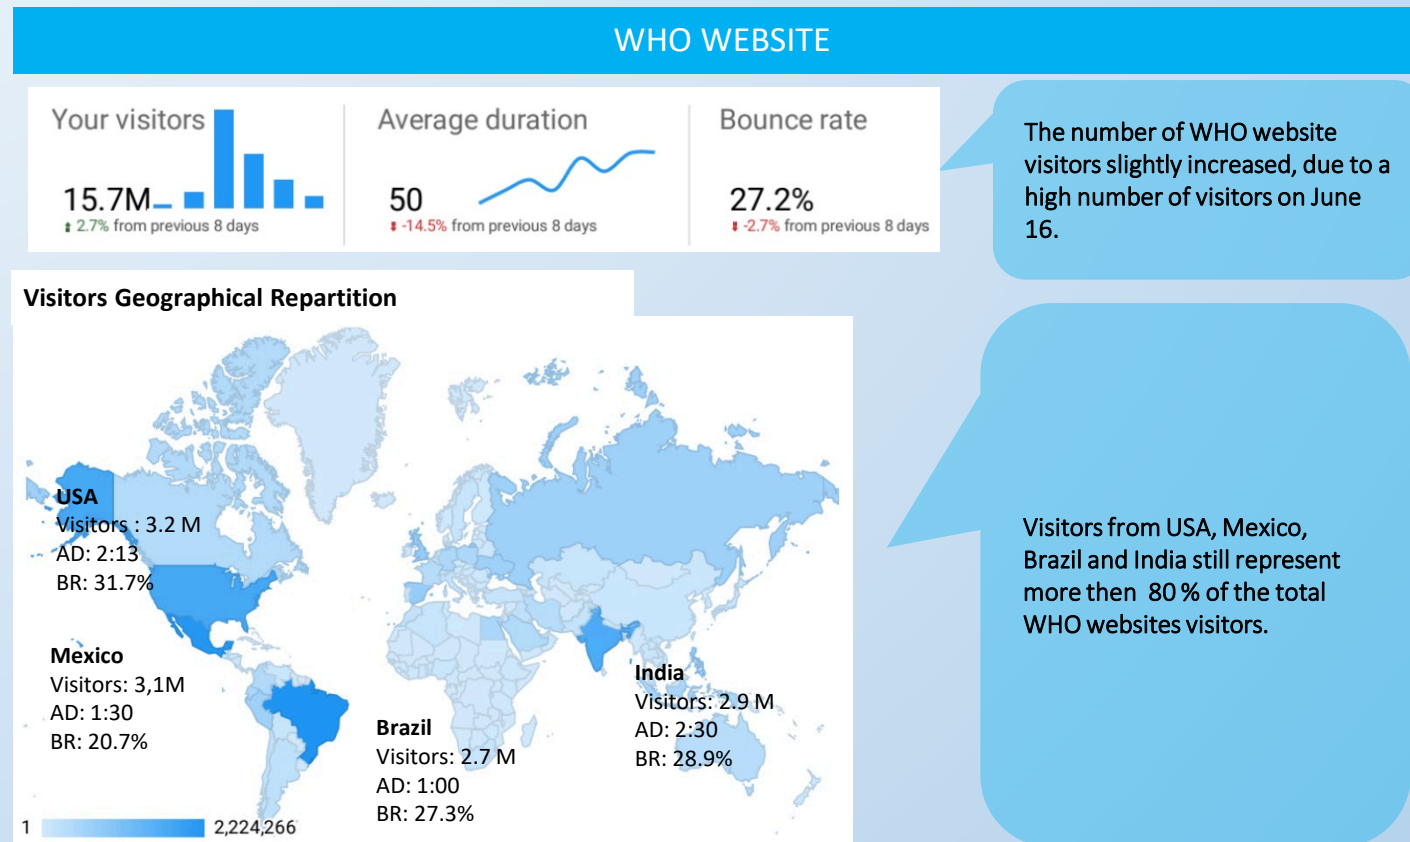 WHO WEBSITE
Your visitors
15.7M
2.7% from previous 8 days
Average duration
50
-14.5% from previous 8 days
Bounce rate
27.2%
-2.7% from previous 8 days
The number of WHO website
visitors slightly increased, due to a
high number of visitors on June
16.
Visitors Geographical Repartition
USA
Visitors : 3.2 M
AD: 2:13
BR: 31.7%
Mexico
Visitors: 3,1M
AD: 1:30
BR: 20.7%
Brazil
Visitors: 2.7 M
AD: 1:00
BR: 27.3%
India
Visitors: 2.9 M
AD: 2:30
BR: 28.9%
1
2,224,266
Visitors from USA, Mexico,
Brazil and India still represent
more then 80 % of the total
WHO websites visitors.